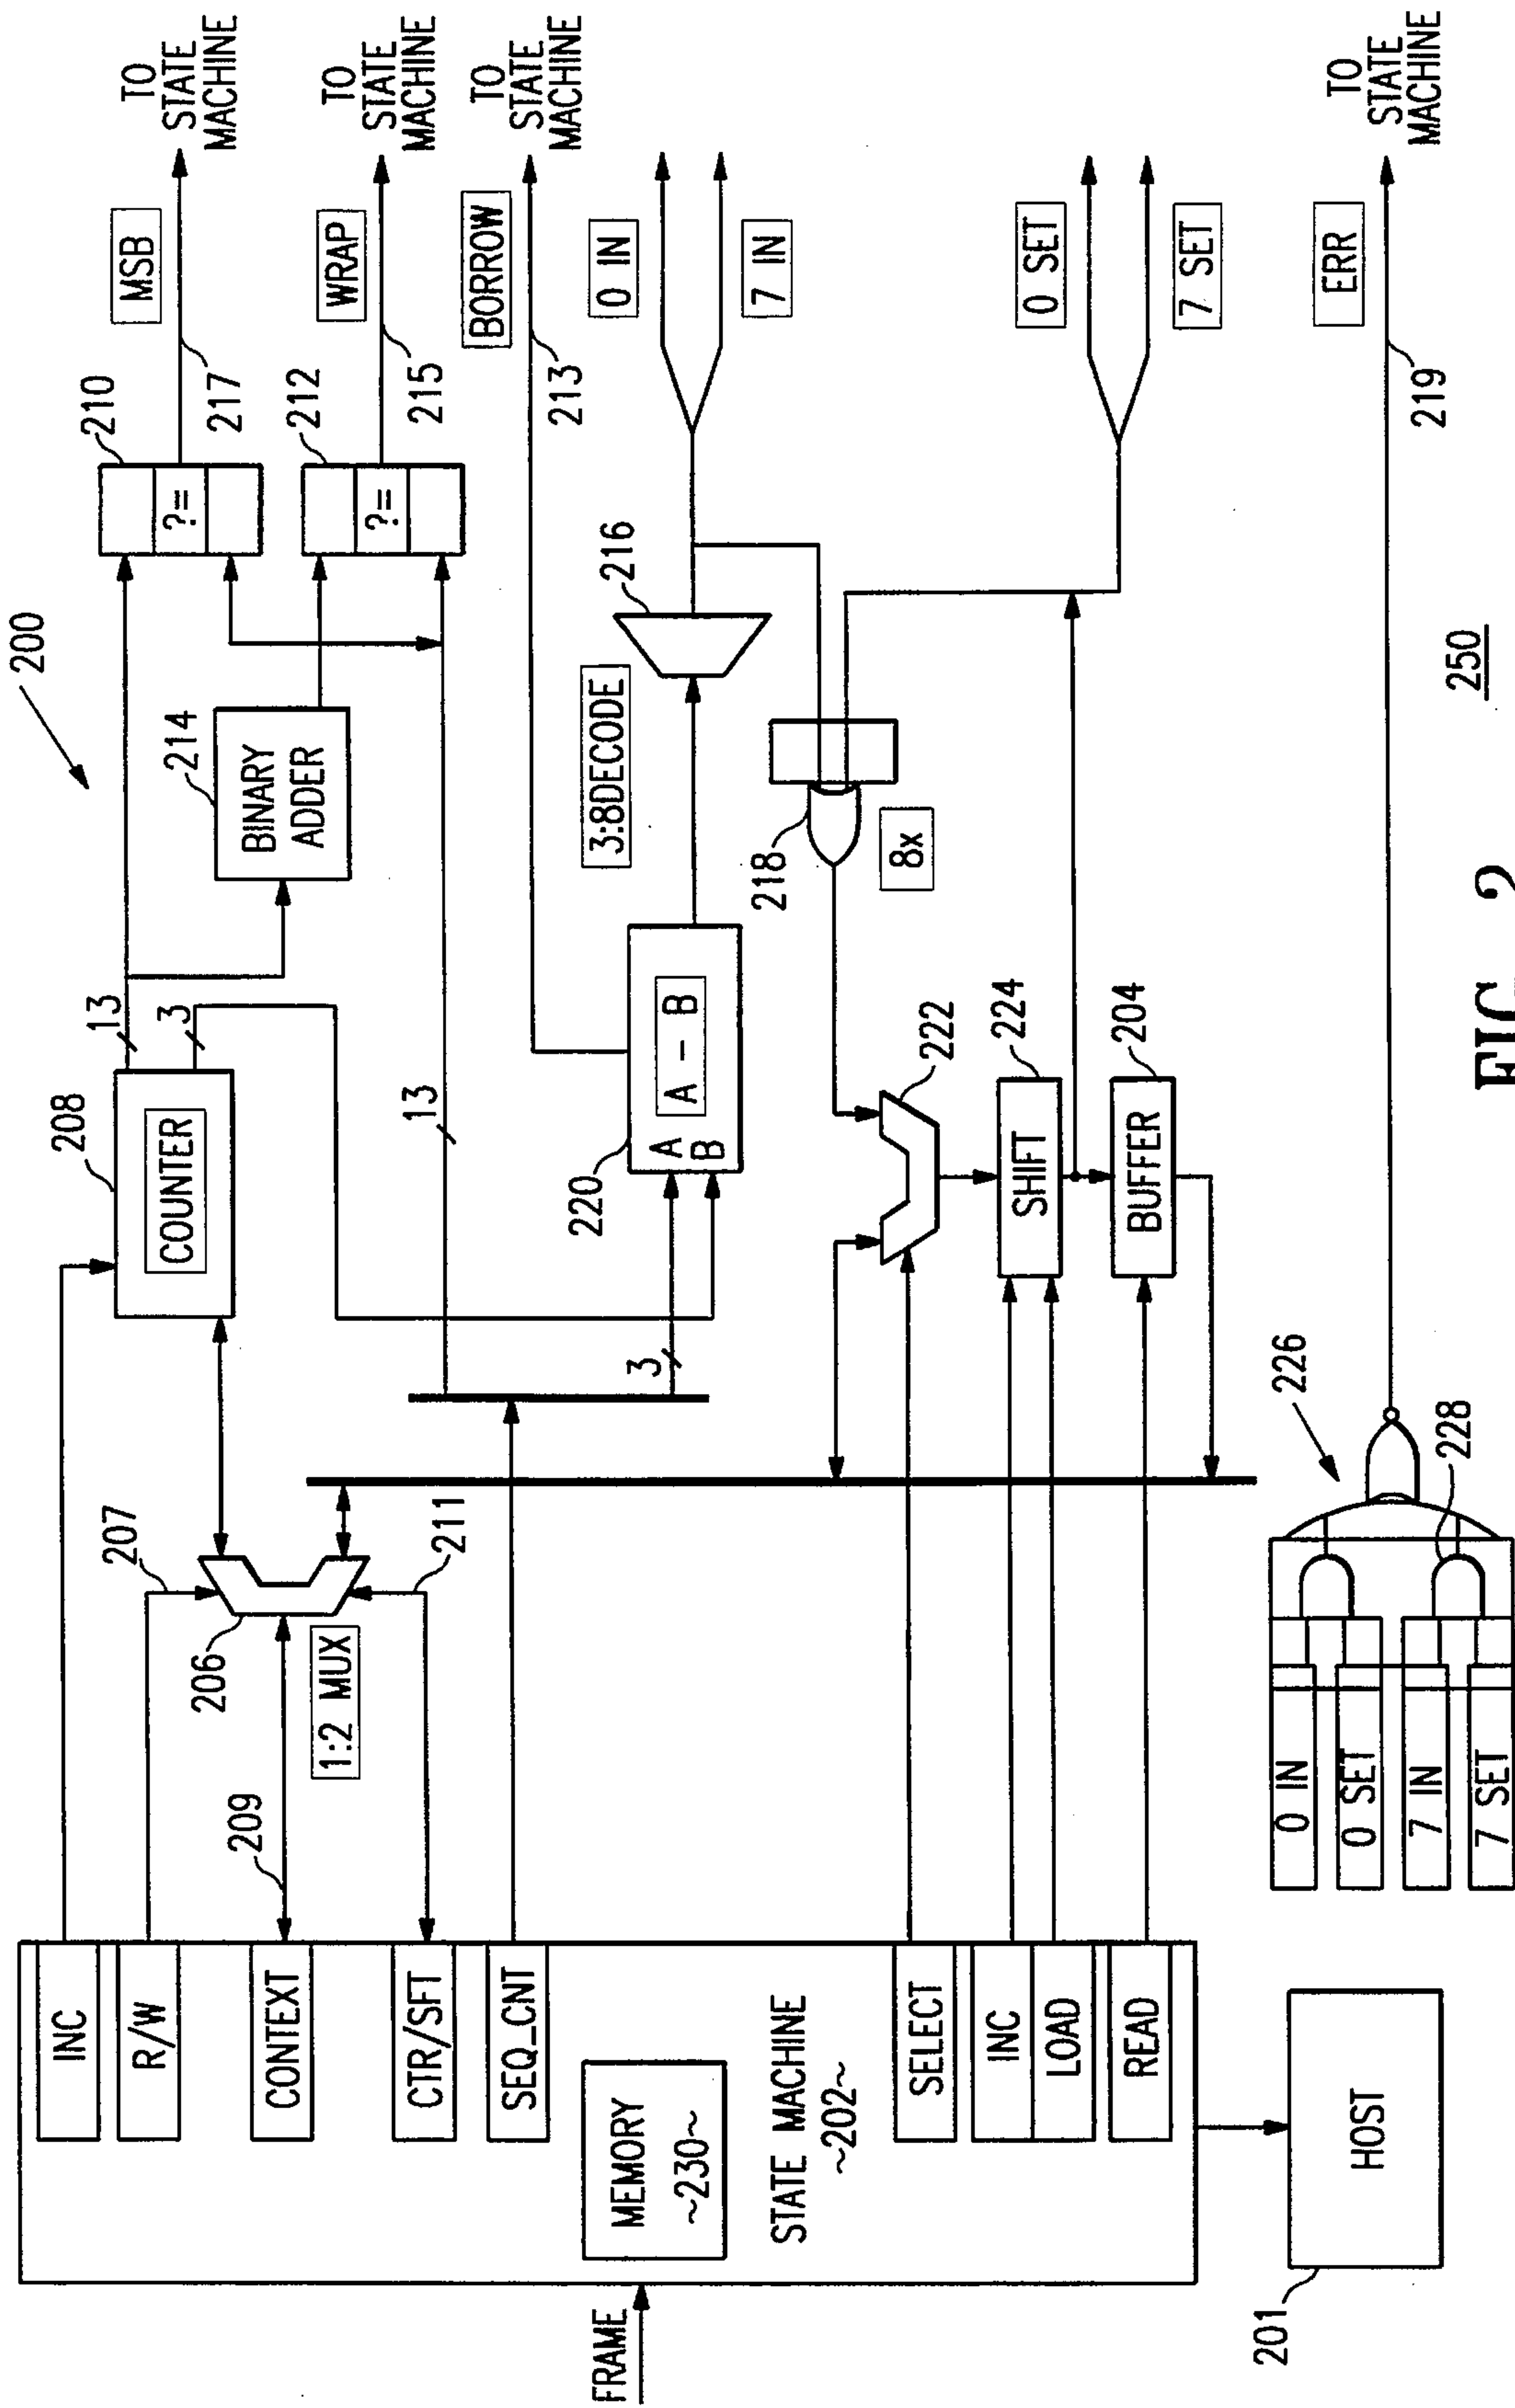 200
208
COUNTER
13
3
214
BINARY
ADDER
210
?=
MSB
217
TO
STATE
MACHINE
212
?=
WRAP
215
TO
STATE
MACHINE
BORROW
213
TO
STATE
MACHINE
INC
R/W
CONTEXT
CTR/SFT
SEQ_CNT
207
209
206
1:2 MUX
211
13
3
220
A
B
A - B
3:8DECODE
216
0 IN
7 IN
218
8x
222
SHIFT
224
BUFFER
204
0 SET
7 SET
FRAME
MEMORY
~230~
STATE MACHINE
~202~
SELECT
INC
LOAD
READ
HOST
201
0 IN
0 SET
7 IN
7 SET
226
228
ERR
219
TO
STATE
MACHINE
250